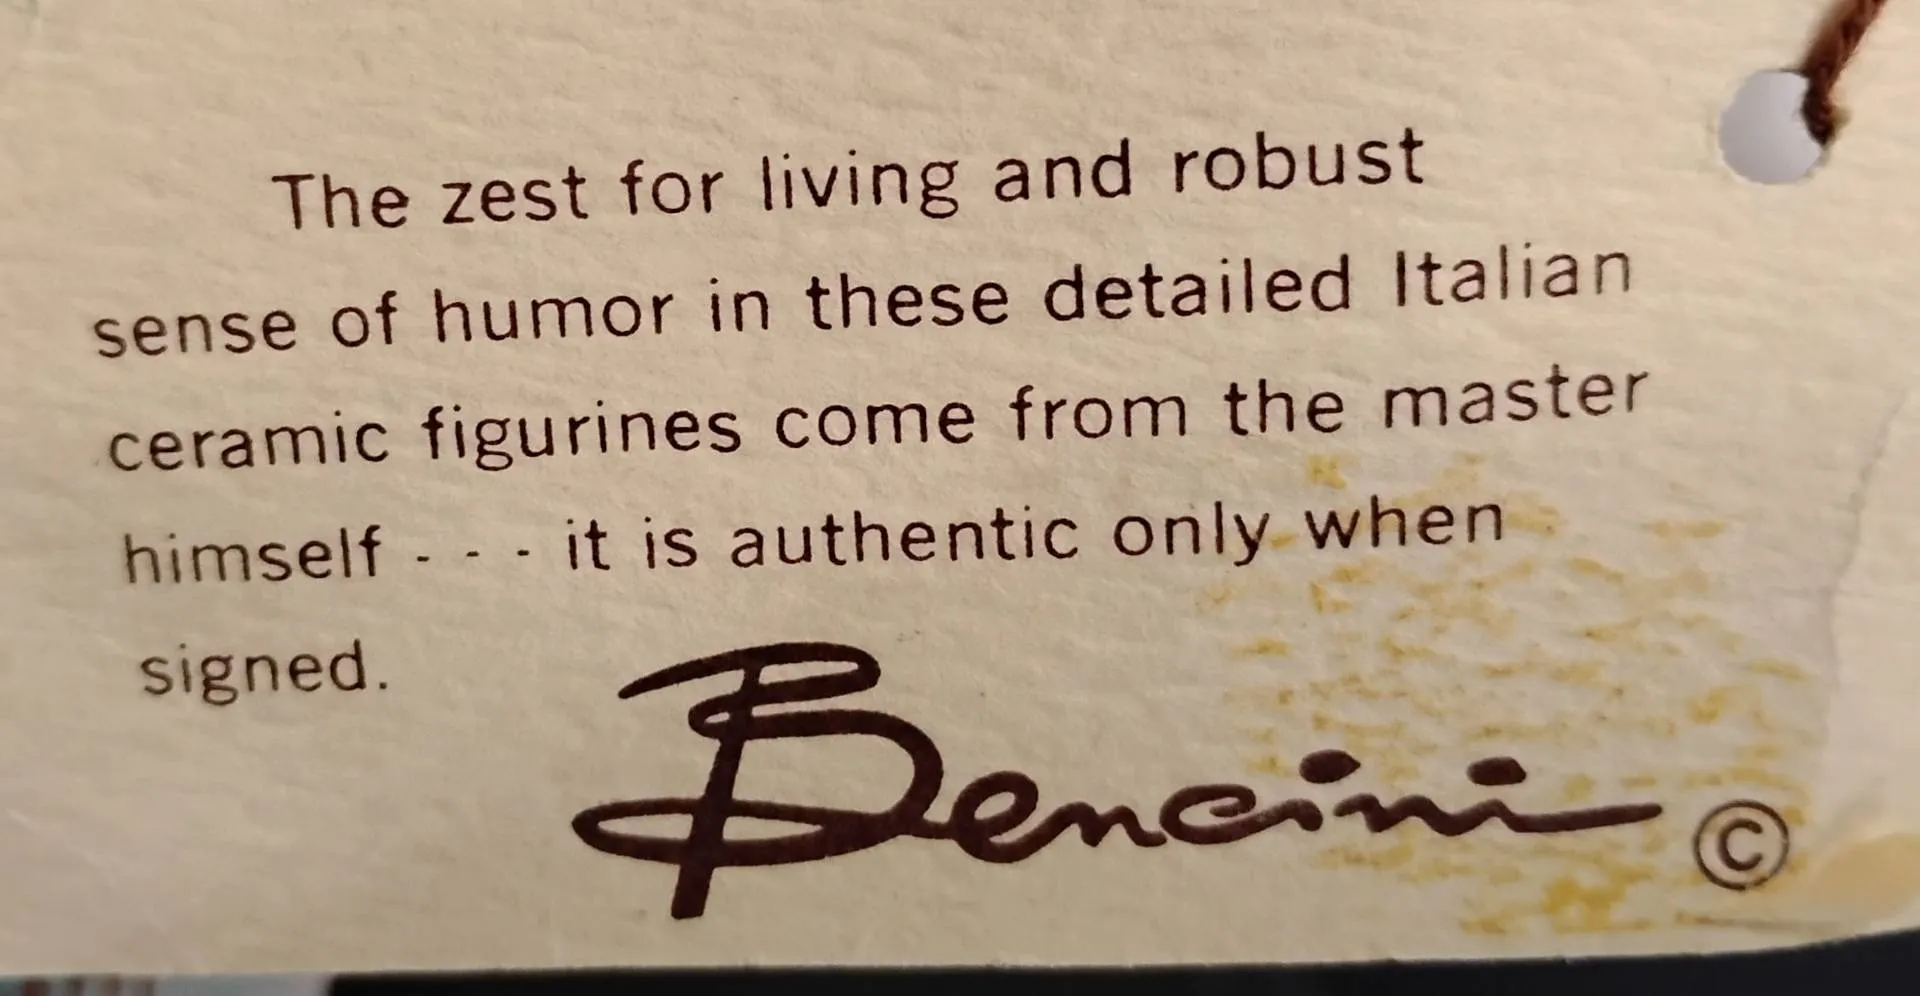 The zest for living and robust
sense of humor in these detailed Italian
ceramic figurines come from the master
himself - - - it is authentic only when
signed.
Bencini ©